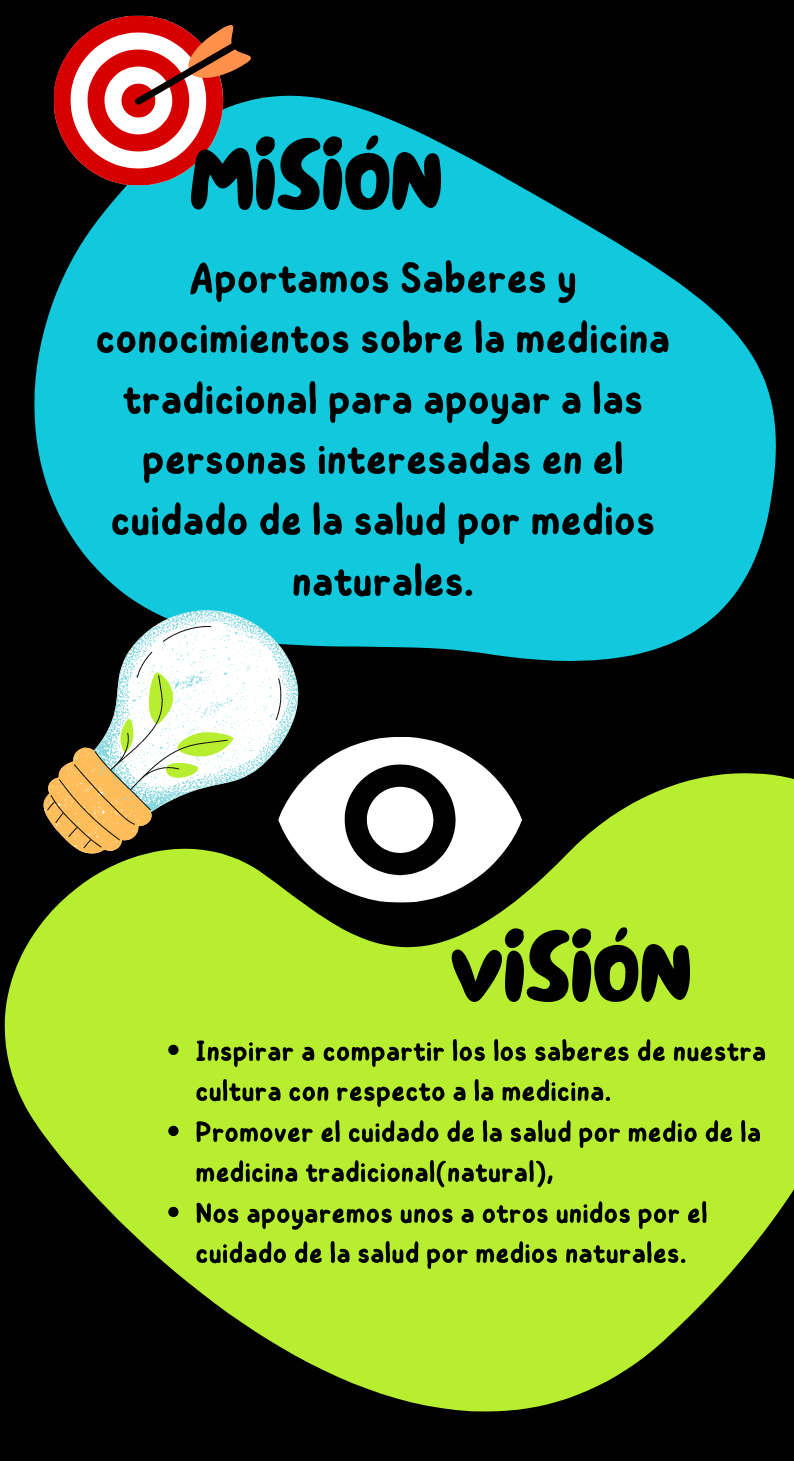 MiSióN
Aportamos Saberes y
conocimientos sobre la medicina
tradicional para apoyar a las
personas interesadas en el
cuidado de la salud por medios
naturales.
viSióN
• Inspirar a compartir los los saberes de nuestra
cultura con respecto a la medicina.
• Promover el cuidado de la salud por medio de la
medicina tradicional(natural),
• Nos apoyaremos unos a otros unidos por el
cuidado de la salud por medios naturales.